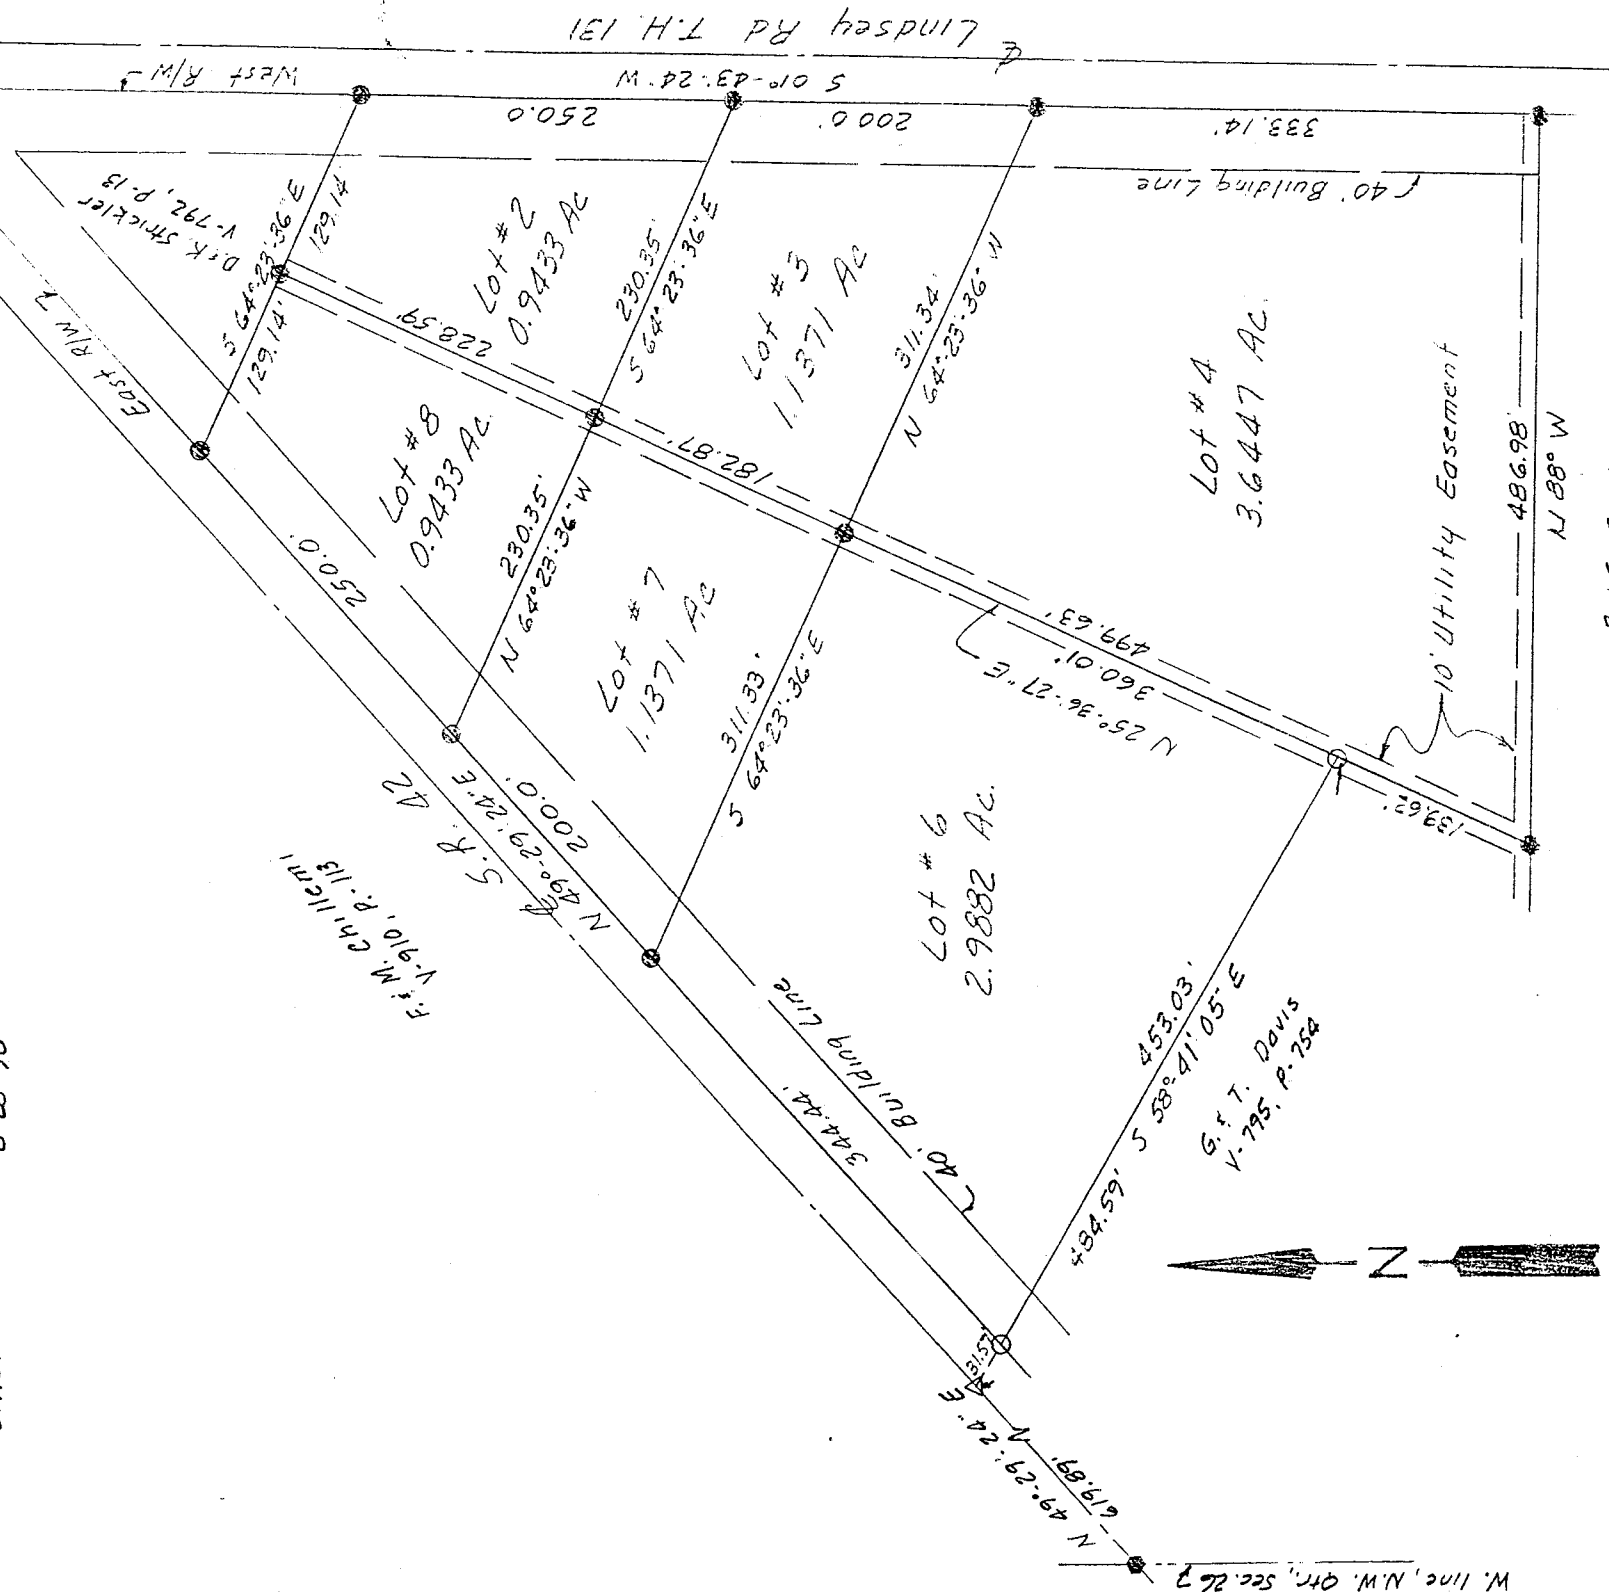 Lindsey Rd T.H. 131
West R/W
S 01°-43'-24" W
250.0
200.0'
333.14'
40' Building Line
D.&K. Strickler
V-792, P-13
S 64°-23'-36" E
129.14'
129.14'
East R/W
Lot #2
0.9433 Ac
228.59'
230.35'
S 64°-23'-36" E
Lot #3
1.1371 Ac
182.87'
311.34'
N 64°-23'-36" W
Lot #4
3.6447 Ac.
10' Utility Easement
486.98'
N 88° W
Lot #8
0.9433 Ac.
250.0'
230.35'
N 64°23'-36" W
Lot #7
1.1371 Ac
200.0'
N 49°-29'24" E
S.R. 42
F.&M. Chillemi
V-910, P.-113
311.33'
S 64°-23'-36" E
499.63'
360.01'
N 25°-36'-27" E
139.62'
Lot #6
2.9882 Ac.
40' Building Line
344.44'
453.03'
484.59' S 58°-41'05" E
G.&T. Davis
V-795, P-754
31.57'
N 49°-29'-24" E
619.89'
N
W. line, N.W. Qtr., Sec. 26